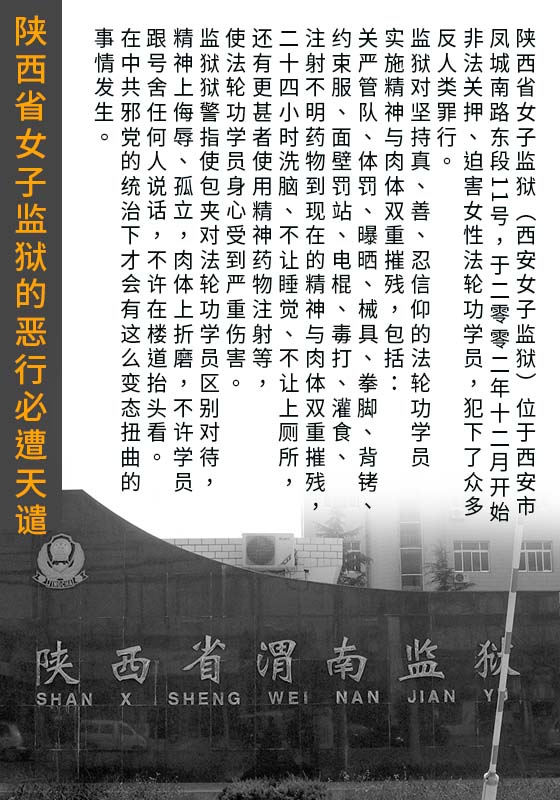 陕西省女子监狱的恶行必遭天谴
陕西省女子监狱（西安女子监狱）位于西安市
凤城南路东段11号，于二零零二年十二月开始
非法关押、迫害女性法轮功学员，犯下了众多
反人类罪行。
监狱对坚持真、善、忍信仰的法轮功学员
实施精神与肉体双重摧残，包括：
关严管队、体罚、曝晒、械具、拳脚、背铐、
约束服、面壁罚站、电棍、毒打、灌食、
注射不明药物到现在的精神与肉体双重摧残，
二十四小时洗脑、不让睡觉、不让上厕所，
还有更甚者使用精神药物注射等，
使法轮功学员身心受到严重伤害。
监狱狱警指使包夹对法轮功学员区别对待，
精神上侮辱、孤立，肉体上折磨，不许学员
跟号舍任何人说话，不许在楼道抬头看。
在中共邪党的统治下才会有这么变态扭曲的
事情发生。
陕西省渭南监狱
SHAN X SHENG WEI NAN JIAN YU